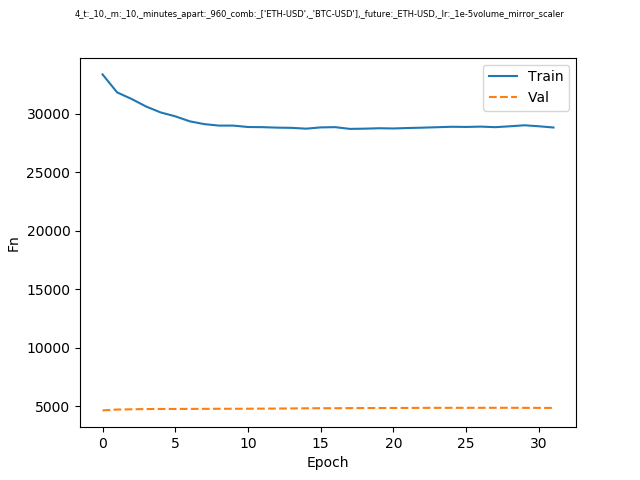 4_t:_10,_m:_10,_minutes_apart:_960_comb:_['ETH-USD',_'BTC-USD'],_future:_ETH-USD,_lr:_1e-5volume_mirror_scaler
Train
Val
30000
25000
20000
15000
10000
5000
Fn
0 5 10 15 20 25 30
Epoch